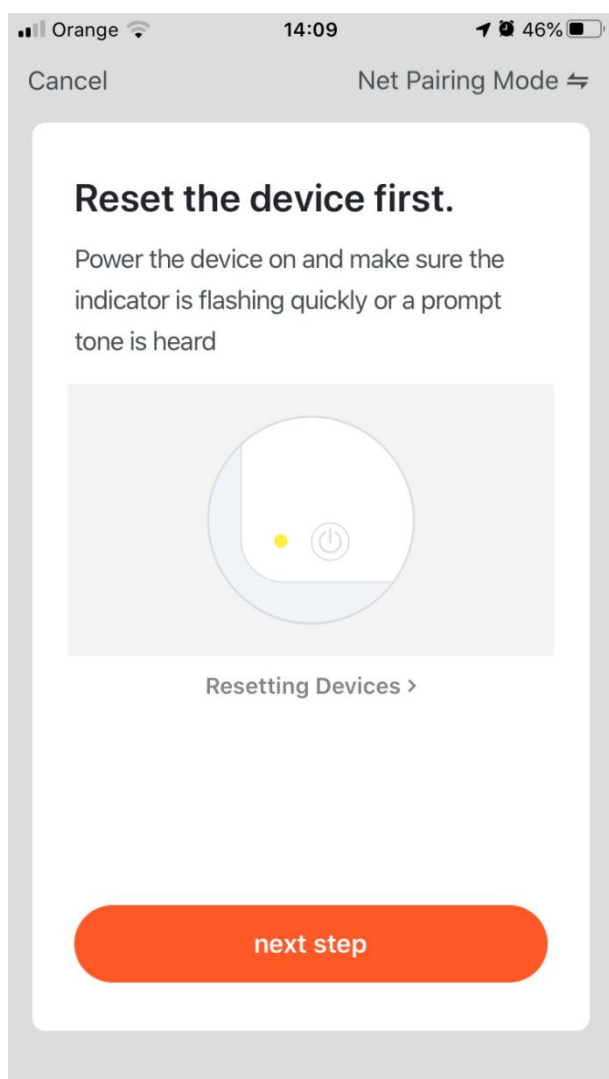 Orange 14:09 46%
Cancel Net Pairing Mode
Reset the device first.
Power the device on and make sure the
indicator is flashing quickly or a prompt
tone is heard
Resetting Devices >
next step